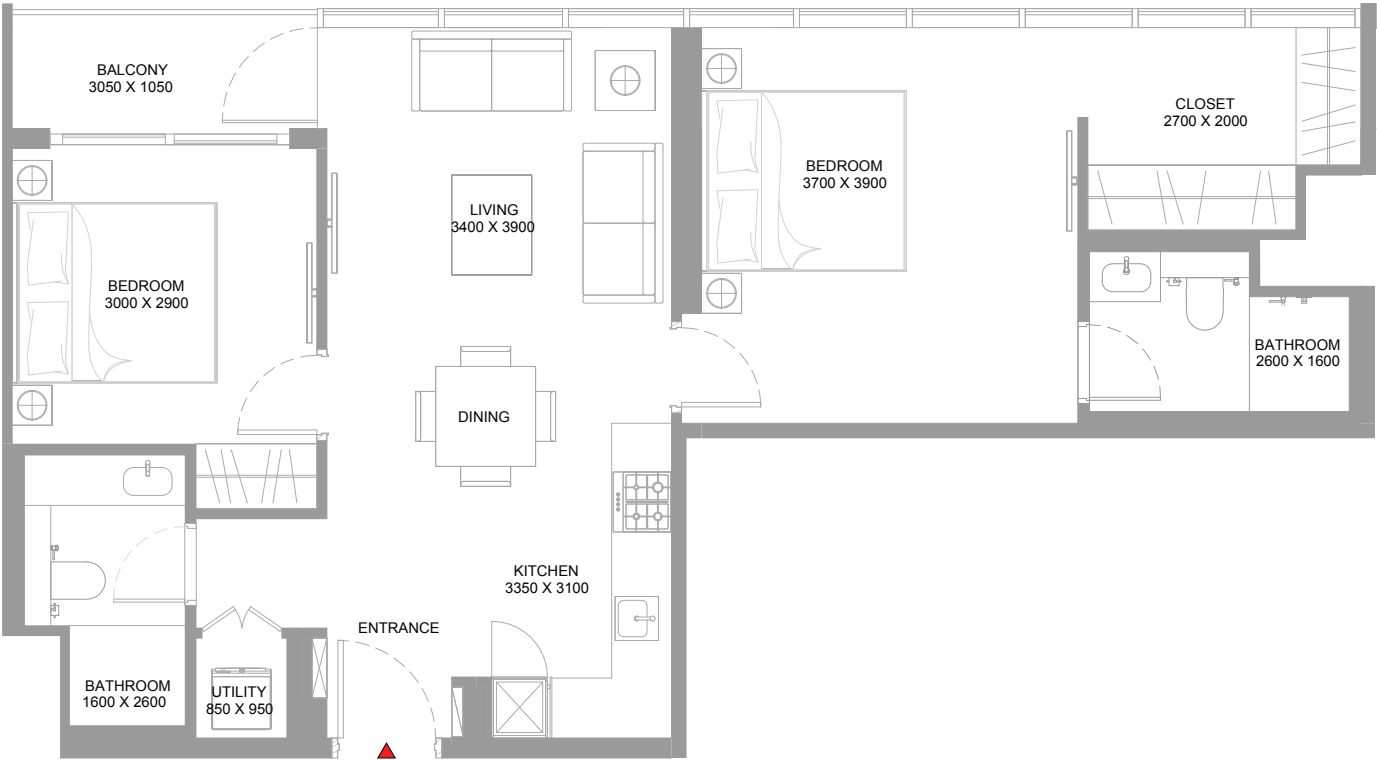 BALCONY
3050 X 1050
CLOSET
2700 X 2000
BEDROOM
3700 X 3900
LIVING
3400 X 3900
BEDROOM
3000 X 2900
BATHROOM
2600 X 1600
DINING
KITCHEN
3350 X 3100
ENTRANCE
BATHROOM
1600 X 2600
UTILITY
850 X 950